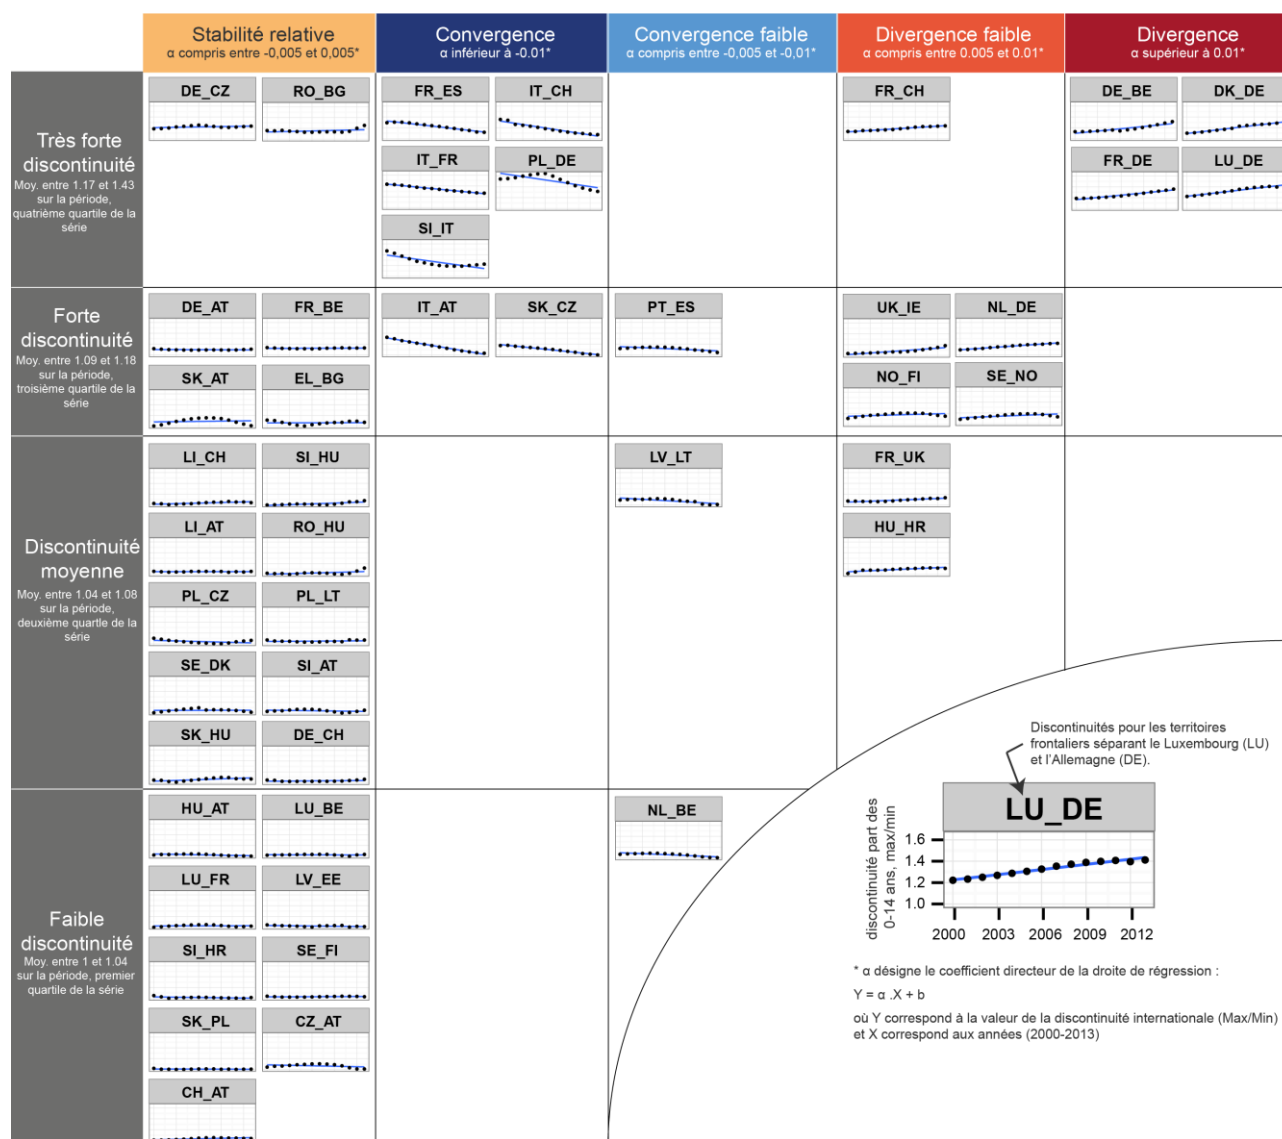 Stabilité relative
α compris entre -0,005 et 0,005*
Convergence
α inférieur à -0.01*
Convergence faible
α compris entre -0,005 et -0,01*
Divergence faible
α compris entre 0.005 et 0.01*
Divergence
α supérieur à 0.01*
Très forte
discontinuité
Moy. entre 1.17 et 1.43
sur la période,
quatrième quartile de la
série
DE_CZ
RO_BG
FR_ES
IT_CH
FR_CH
DE_BE
DK_DE
IT_FR
PL_DE
FR_DE
LU_DE
SI_IT
Forte
discontinuité
Moy. entre 1.09 et 1.18
sur la période,
troisième quartile de la
série
DE_AT
FR_BE
IT_AT
SK_CZ
PT_ES
UK_IE
NL_DE
SK_AT
EL_BG
NO_FI
SE_NO
Discontinuité
moyenne
Moy. entre 1.04 et 1.08
sur la période,
deuxième quartle de la
série
LI_CH
SI_HU
LV_LT
FR_UK
LI_AT
RO_HU
HU_HR
PL_CZ
PL_LT
SE_DK
SI_AT
SK_HU
DE_CH
Faible
discontinuité
Moy. entre 1 et 1.04
sur la période, premier
quartile de la série
HU_AT
LU_BE
NL_BE
LU_FR
LV_EE
SI_HR
SE_FI
SK_PL
CZ_AT
CH_AT
Discontinuités pour les territoires
frontaliers séparant le Luxembourg (LU)
et l'Allemagne (DE).
LU_DE
discontinuité part des
0-14 ans, max/min
1.6
1.4
1.2
1.0
2000 2003 2006 2009 2012
* α désigne le coefficient directeur de la droite de régression :
Y = α .X + b
où Y correspond à la valeur de la discontinuité internationale (Max/Min)
et X correspond aux années (2000-2013)